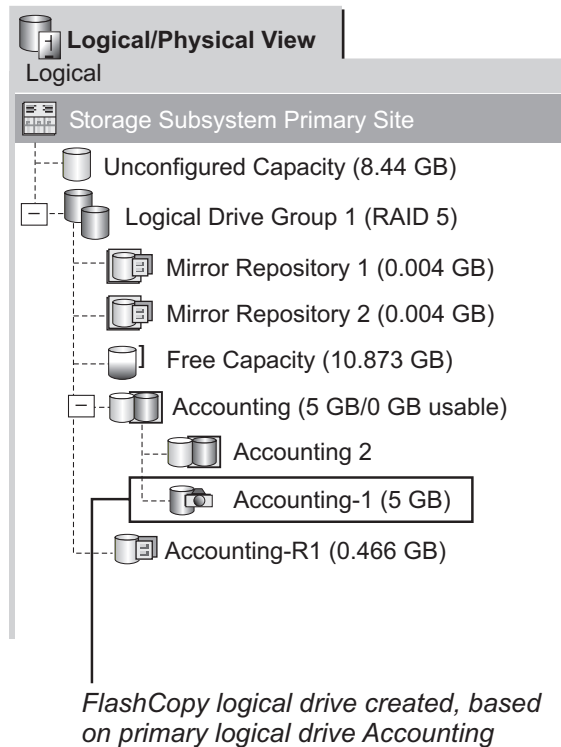 Logical/Physical View
Logical
Storage Subsystem Primary Site
Unconfigured Capacity (8.44 GB)
Logical Drive Group 1 (RAID 5)
Mirror Repository 1 (0.004 GB)
Mirror Repository 2 (0.004 GB)
Free Capacity (10.873 GB)
Accounting (5 GB/0 GB usable)
Accounting 2
Accounting-1 (5 GB)
Accounting-R1 (0.466 GB)
FlashCopy logical drive created, based
on primary logical drive Accounting